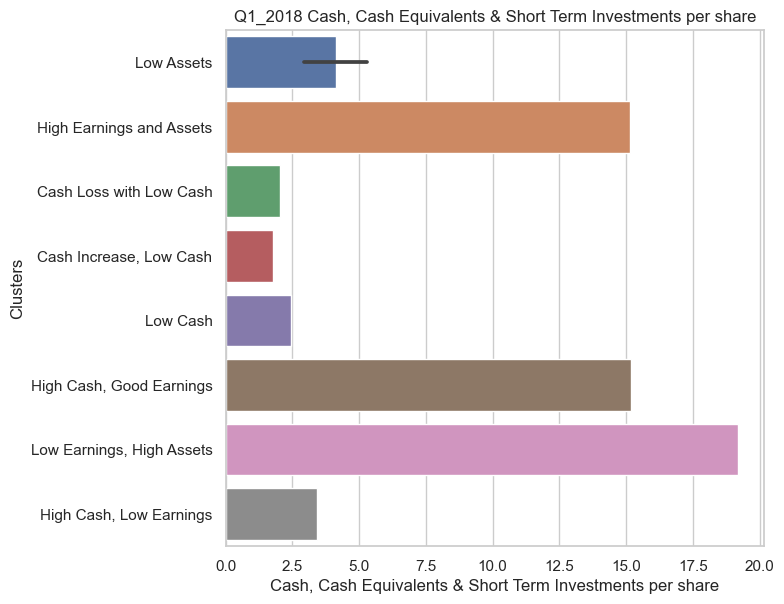 Q1_2018 Cash, Cash Equivalents & Short Term Investments per share
Low Assets
High Earnings and Assets
Cash Loss with Low Cash
Cash Increase, Low Cash
Low Cash
High Cash, Good Earnings
Low Earnings, High Assets
High Cash, Low Earnings
Clusters
0.0 2.5 5.0 7.5 10.0 12.5 15.0 17.5 20.0
Cash, Cash Equivalents & Short Term Investments per share